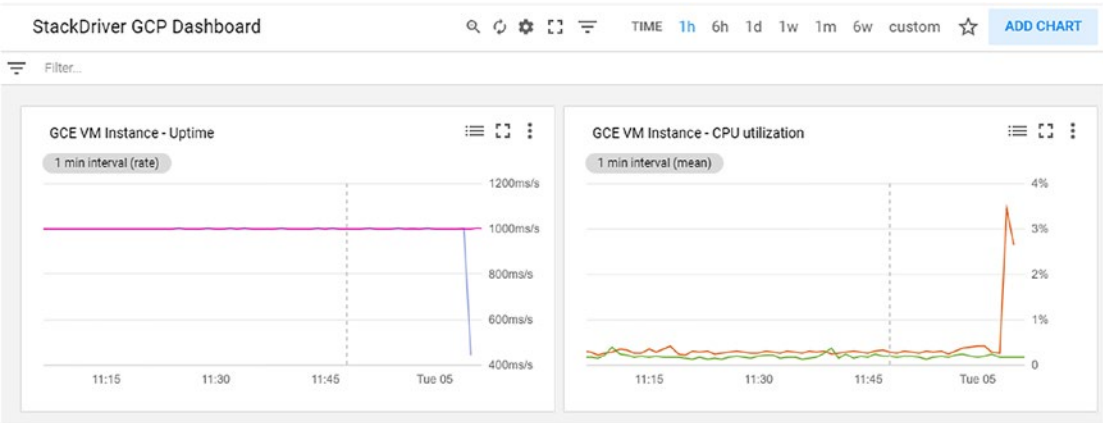 StackDriver GCP Dashboard
TIME 1h 6h 1d 1w 1m 6w custom ADD CHART
Filter...
GCE VM Instance - Uptime
1 min interval (rate)
1200ms/s
1000ms/s
800ms/s
600ms/s
400ms/s
11:15 11:30 11:45 Tue 05
GCE VM Instance - CPU utilization
1 min interval (mean)
4%
3%
2%
1%
0
11:15 11:30 11:45 Tue 05